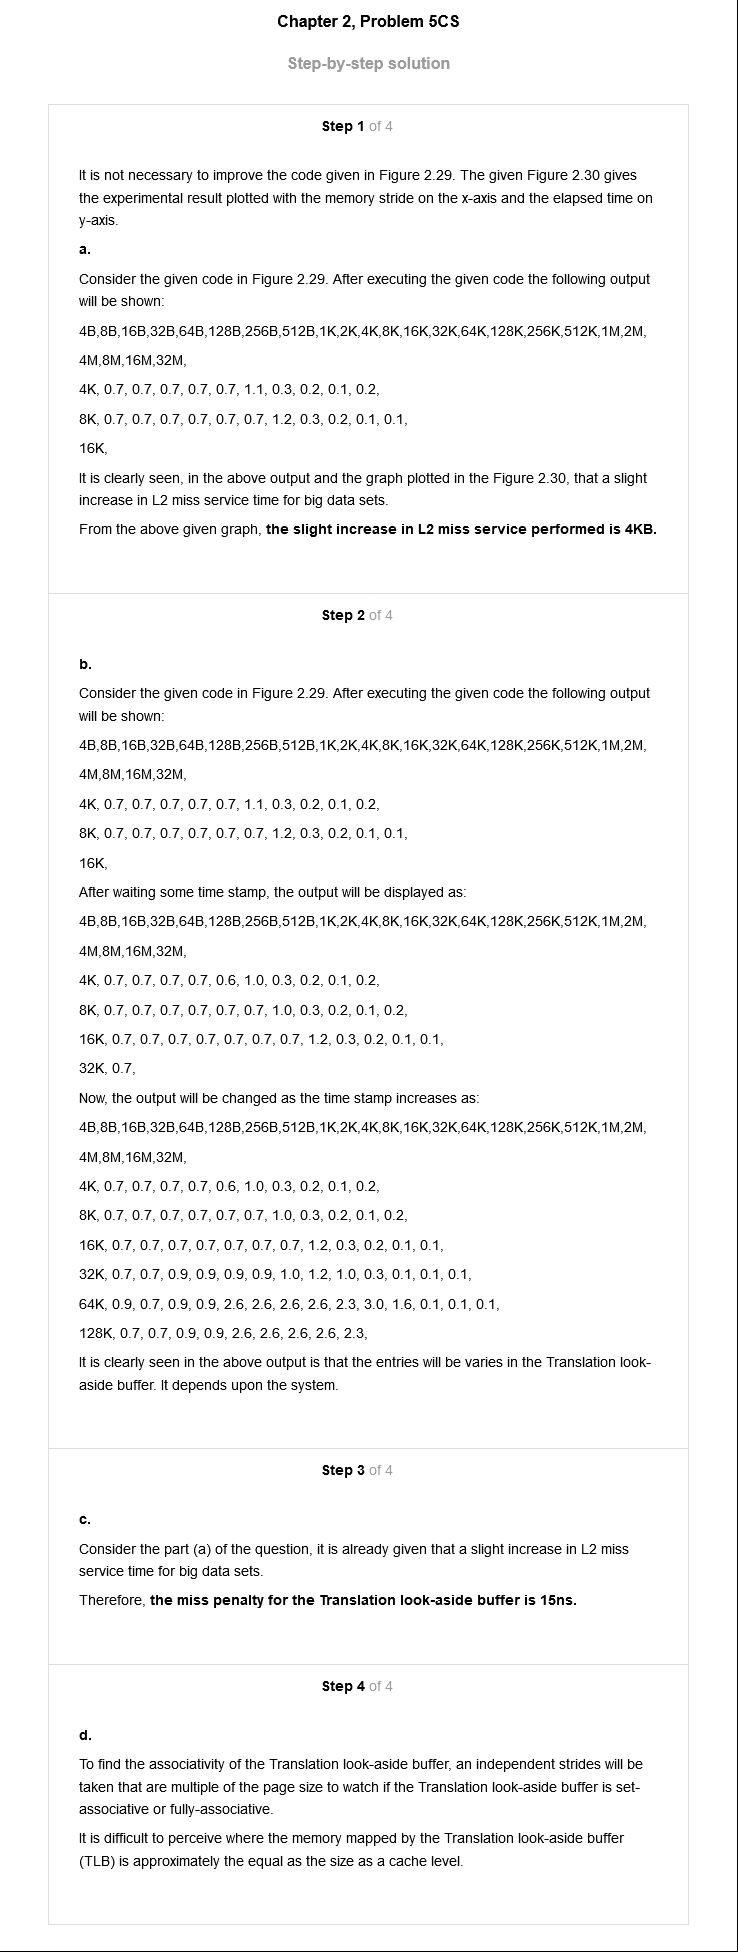 Chapter 2, Problem 5CS
Step-by-step solution
Step 1 of 4
It is not necessary to improve the code given in Figure 2.29. The given Figure 2.30 gives
the experimental result plotted with the memory stride on the x-axis and the elapsed time on
y-axis.
a.
Consider the given code in Figure 2.29. After executing the given code the following output
will be shown:
4B,8B,16B,32B,64B,128B,256B,512B,1K,2K,4K,8K,16K,32K,64K,128K,256K,512K,1M,2M,
4M,8M,16M,32M,
4K, 0.7, 0.7, 0.7, 0.7, 0.7, 1.1, 0.3, 0.2, 0.1, 0.2,
8K, 0.7, 0.7, 0.7, 0.7, 0.7, 0.7, 1.2, 0.3, 0.2, 0.1, 0.1,
16K,
It is clearly seen, in the above output and the graph plotted in the Figure 2.30, that a slight
increase in L2 miss service time for big data sets.
From the above given graph, the slight increase in L2 miss service performed is 4KB.
Step 2 of 4
b.
Consider the given code in Figure 2.29. After executing the given code the following output
will be shown:
4B,8B,16B,32B,64B,128B,256B,512B,1K,2K,4K,8K,16K,32K,64K,128K,256K,512K,1M,2M,
4M,8M,16M,32M,
4K, 0.7, 0.7, 0.7, 0.7, 0.7, 1.1, 0.3, 0.2, 0.1, 0.2,
8K, 0.7, 0.7, 0.7, 0.7, 0.7, 0.7, 1.2, 0.3, 0.2, 0.1, 0.1,
16K,
After waiting some time stamp, the output will be displayed as:
4B,8B,16B,32B,64B,128B,256B,512B,1K,2K,4K,8K,16K,32K,64K,128K,256K,512K,1M,2M,
4M,8M,16M,32M,
4K, 0.7, 0.7, 0.7, 0.7, 0.6, 1.0, 0.3, 0.2, 0.1, 0.2,
8K, 0.7, 0.7, 0.7, 0.7, 0.7, 0.7, 1.0, 0.3, 0.2, 0.1, 0.2,
16K, 0.7, 0.7, 0.7, 0.7, 0.7, 0.7, 0.7, 1.2, 0.3, 0.2, 0.1, 0.1,
32K, 0.7,
Now, the output will be changed as the time stamp increases as:
4B,8B,16B,32B,64B,128B,256B,512B,1K,2K,4K,8K,16K,32K,64K,128K,256K,512K,1M,2M,
4M,8M,16M,32M,
4K, 0.7, 0.7, 0.7, 0.7, 0.6, 1.0, 0.3, 0.2, 0.1, 0.2,
8K, 0.7, 0.7, 0.7, 0.7, 0.7, 0.7, 1.0, 0.3, 0.2, 0.1, 0.2,
16K, 0.7, 0.7, 0.7, 0.7, 0.7, 0.7, 0.7, 1.2, 0.3, 0.2, 0.1, 0.1,
32K, 0.7, 0.7, 0.9, 0.9, 0.9, 0.9, 1.0, 1.2, 1.0, 0.3, 0.1, 0.1, 0.1,
64K, 0.9, 0.7, 0.9, 0.9, 2.6, 2.6, 2.6, 2.6, 2.3, 3.0, 1.6, 0.1, 0.1, 0.1,
128K, 0.7, 0.7, 0.9, 0.9, 2.6, 2.6, 2.6, 2.6, 2.3,
It is clearly seen in the above output is that the entries will be varies in the Translation look-
aside buffer. It depends upon the system.
Step 3 of 4
c.
Consider the part (a) of the question, it is already given that a slight increase in L2 miss
service time for big data sets.
Therefore, the miss penalty for the Translation look-aside buffer is 15ns.
Step 4 of 4
d.
To find the associativity of the Translation look-aside buffer, an independent strides will be
taken that are multiple of the page size to watch if the Translation look-aside buffer is set-
associative or fully-associative.
It is difficult to perceive where the memory mapped by the Translation look-aside buffer
(TLB) is approximately the equal as the size as a cache level.